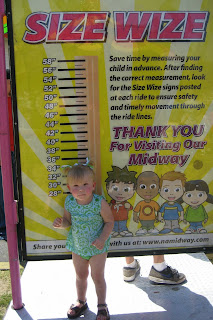 SIZE WIZE
Save time by measuring your
child in advance. After finding
the correct measurement, look
for the Size Wize signs posted
at each ride to ensure safety
and timely movement through
the ride lines.
58"
56"
54"
52"
50"
48"
46"
44"
42"
40"
38"
36"
34"
32"
30"
28"
THANK YOU
For Visiting Our
Midway
Share you
with us at: www.namidway.com